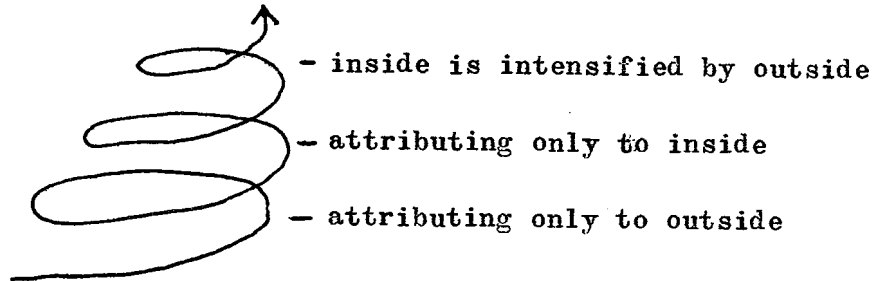 – inside is intensified by outside
– attributing only to inside
– attributing only to outside